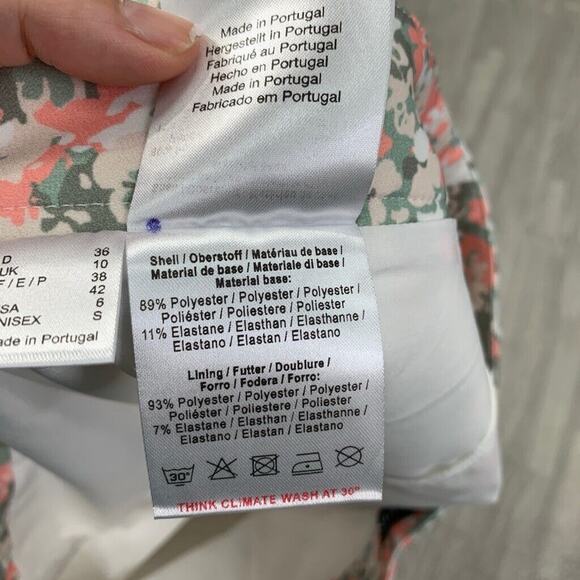 Made in Portugal
Hergestellt in Portugal
Fabriqué au Portugal
Hecho en Portugal
Made in Portugal
Fabricado em Portugal
D 36
UK 10
F / E / P 38
42
SA 6
NISEX S
ade in Portugal
Shell / Oberstoff / Matériau de base /
Material de base / Materiale di base /
Material base:
89% Polyester / Polyester / Polyester /
Poliéster / Poliestere / Poliester
11% Elastane / Elasthan / Elasthanne /
Elastano / Elastan / Elastano
Lining / Futter / Doublure /
Forro / Fodera / Forro:
93% Polyester / Polyester / Polyester /
Poliéster / Poliestere / Poliester
7% Elastane / Elasthan / Elasthanne /
Elastano / Elastan / Elastano
30°
THINK CLIMATE WASH AT 30°